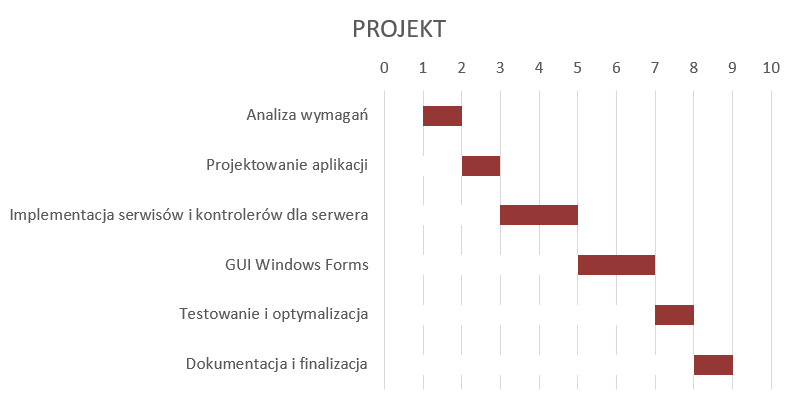 PROJEKT
0 1 2 3 4 5 6 7 8 9 10
Analiza wymagań
Projektowanie aplikacji
Implementacja serwisów i kontrolerów dla serwera
GUI Windows Forms
Testowanie i optymalizacja
Dokumentacja i finalizacja